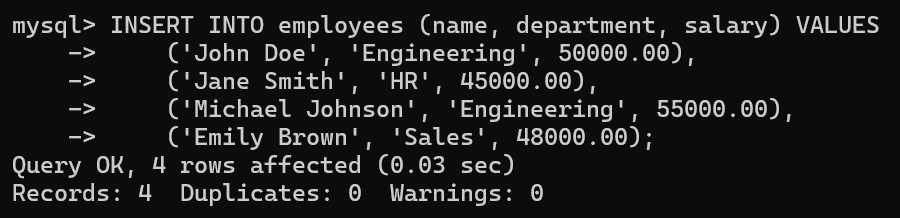 mysql> INSERT INTO employees (name, department, salary) VALUES
    ->     ('John Doe', 'Engineering', 50000.00),
    ->     ('Jane Smith', 'HR', 45000.00),
    ->     ('Michael Johnson', 'Engineering', 55000.00),
    ->     ('Emily Brown', 'Sales', 48000.00);
Query OK, 4 rows affected (0.03 sec)
Records: 4  Duplicates: 0  Warnings: 0